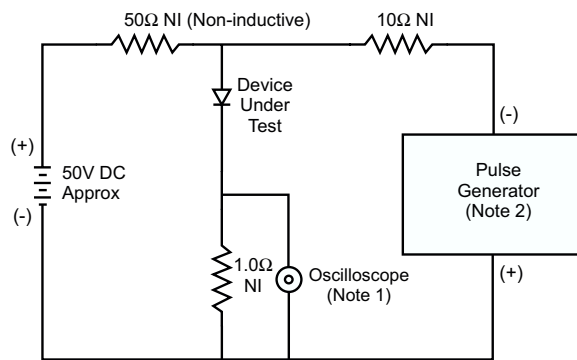 50Ω NI (Non-inductive)
10Ω NI
Device
Under
Test
(-)
(+)
50V DC
Approx
(-)
Pulse
Generator
(Note 2)
1.0Ω
NI
Oscilloscope
(Note 1)
(+)